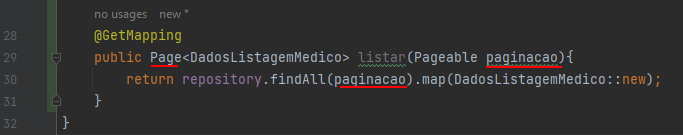 no usages   new *
28 @GetMapping
29 public Page<DadosListagemMedico> listar(Pageable paginacao){
30 return repository.findAll(paginacao).map(DadosListagemMedico::new);
31 }
32 }